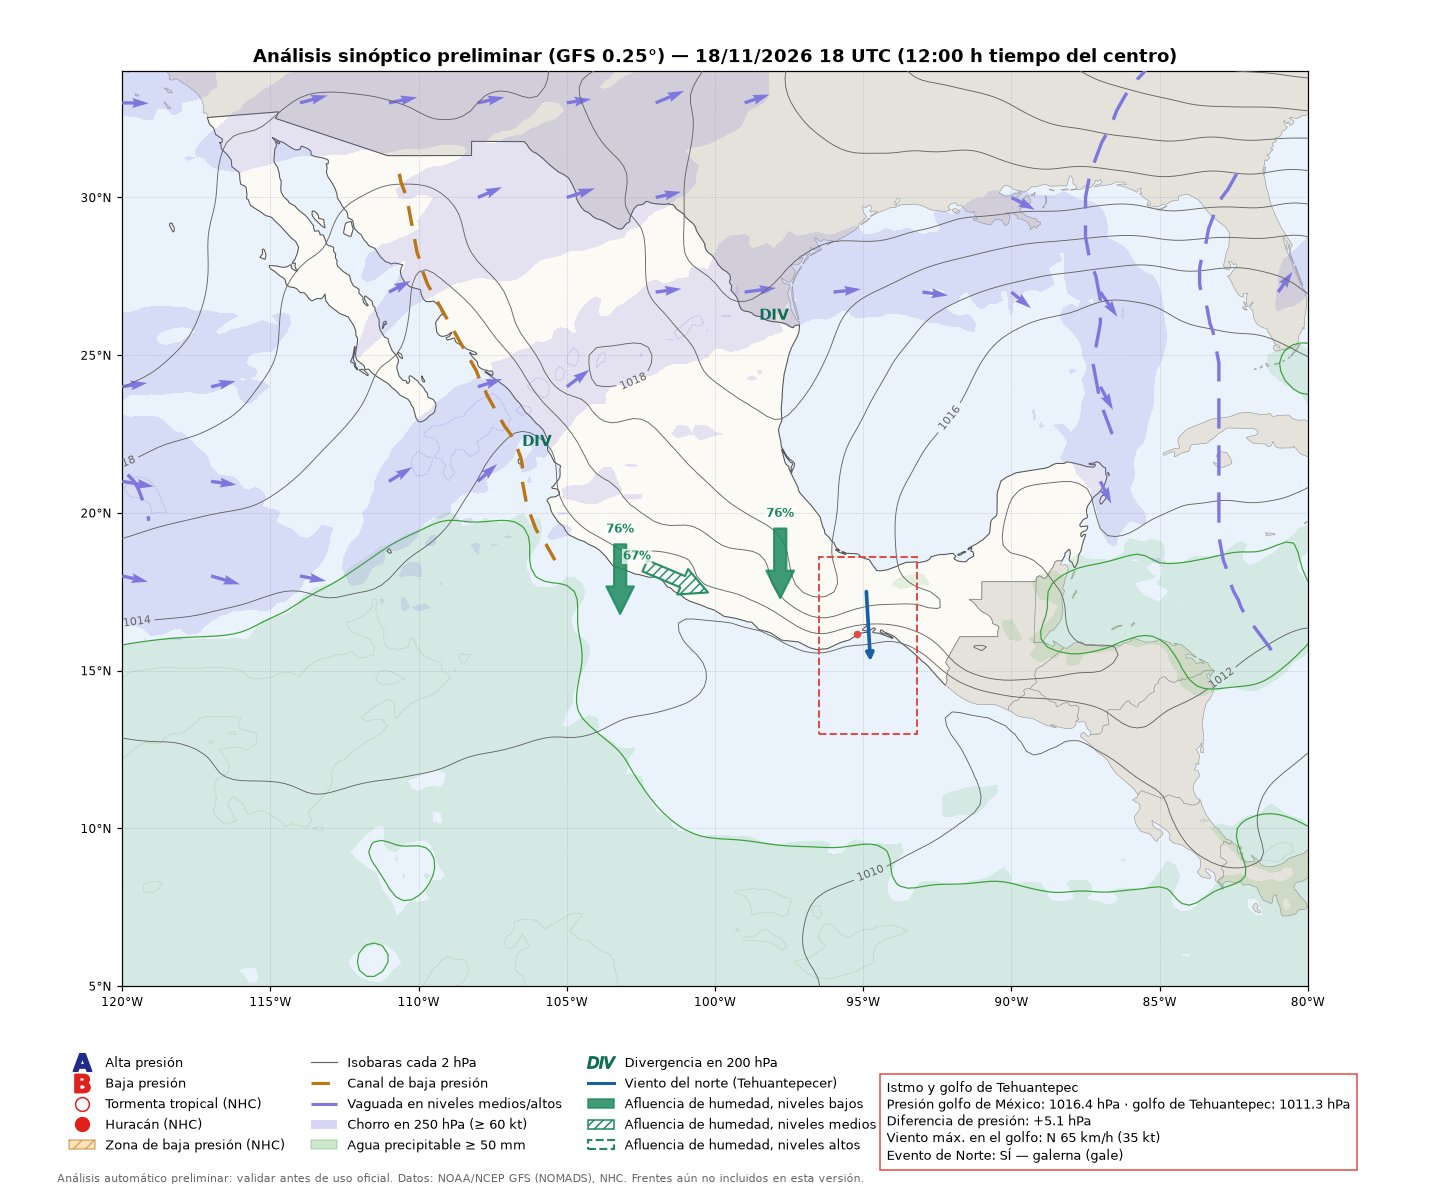 Análisis sinóptico preliminar (GFS 0.25°) — 18/11/2026 18 UTC (12:00 h tiempo del centro)
30°N
DIV
25°N
1018
1016
DIV
18
20°N
76%
76%
67%
1014
15°N
1012
10°N
1010
5°N
120°W 115°W 110°W 105°W 100°W 95°W 90°W 85°W 80°W
A Alta presión
B Baja presión
Tormenta tropical (NHC)
Huracán (NHC)
Zona de baja presión (NHC)
Isobaras cada 2 hPa
Canal de baja presión
Vaguada en niveles medios/altos
Chorro en 250 hPa (≥ 60 kt)
Agua precipitable ≥ 50 mm
DIV Divergencia en 200 hPa
Viento del norte (Tehuantepecer)
Afluencia de humedad, niveles bajos
Afluencia de humedad, niveles medios
Afluencia de humedad, niveles altos
Istmo y golfo de Tehuantepec
Presión golfo de México: 1016.4 hPa · golfo de Tehuantepec: 1011.3 hPa
Diferencia de presión: +5.1 hPa
Viento máx. en el golfo: N 65 km/h (35 kt)
Evento de Norte: SÍ — galerna (gale)
Análisis automático preliminar: validar antes de uso oficial. Datos: NOAA/NCEP GFS (NOMADS), NHC. Frentes aún no incluidos en esta versión.